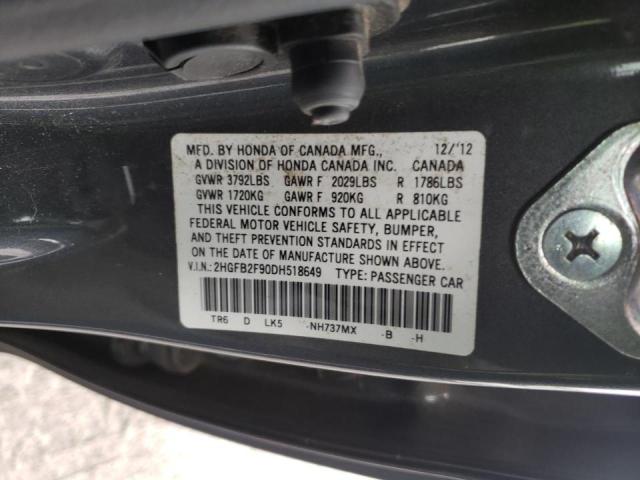 MFD. BY HONDA OF CANADA MFG., 12/'12
A DIVISION OF HONDA CANADA INC. CANADA
GVWR 3792LBS GAWR F 2029LBS R 1786LBS
GVWR 1720KG GAWR F 920KG R 810KG
THIS VEHICLE CONFORMS TO ALL APPLICABLE
FEDERAL MOTOR VEHICLE SAFETY, BUMPER,
AND THEFT PREVENTION STANDARDS IN EFFECT
ON THE DATE OF MANUFACTURE SHOWN ABOVE.
V.I.N.: 2HGFB2F90DH518649 TYPE: PASSENGER CAR
TR6 D LK5 -NH737MX -B -H